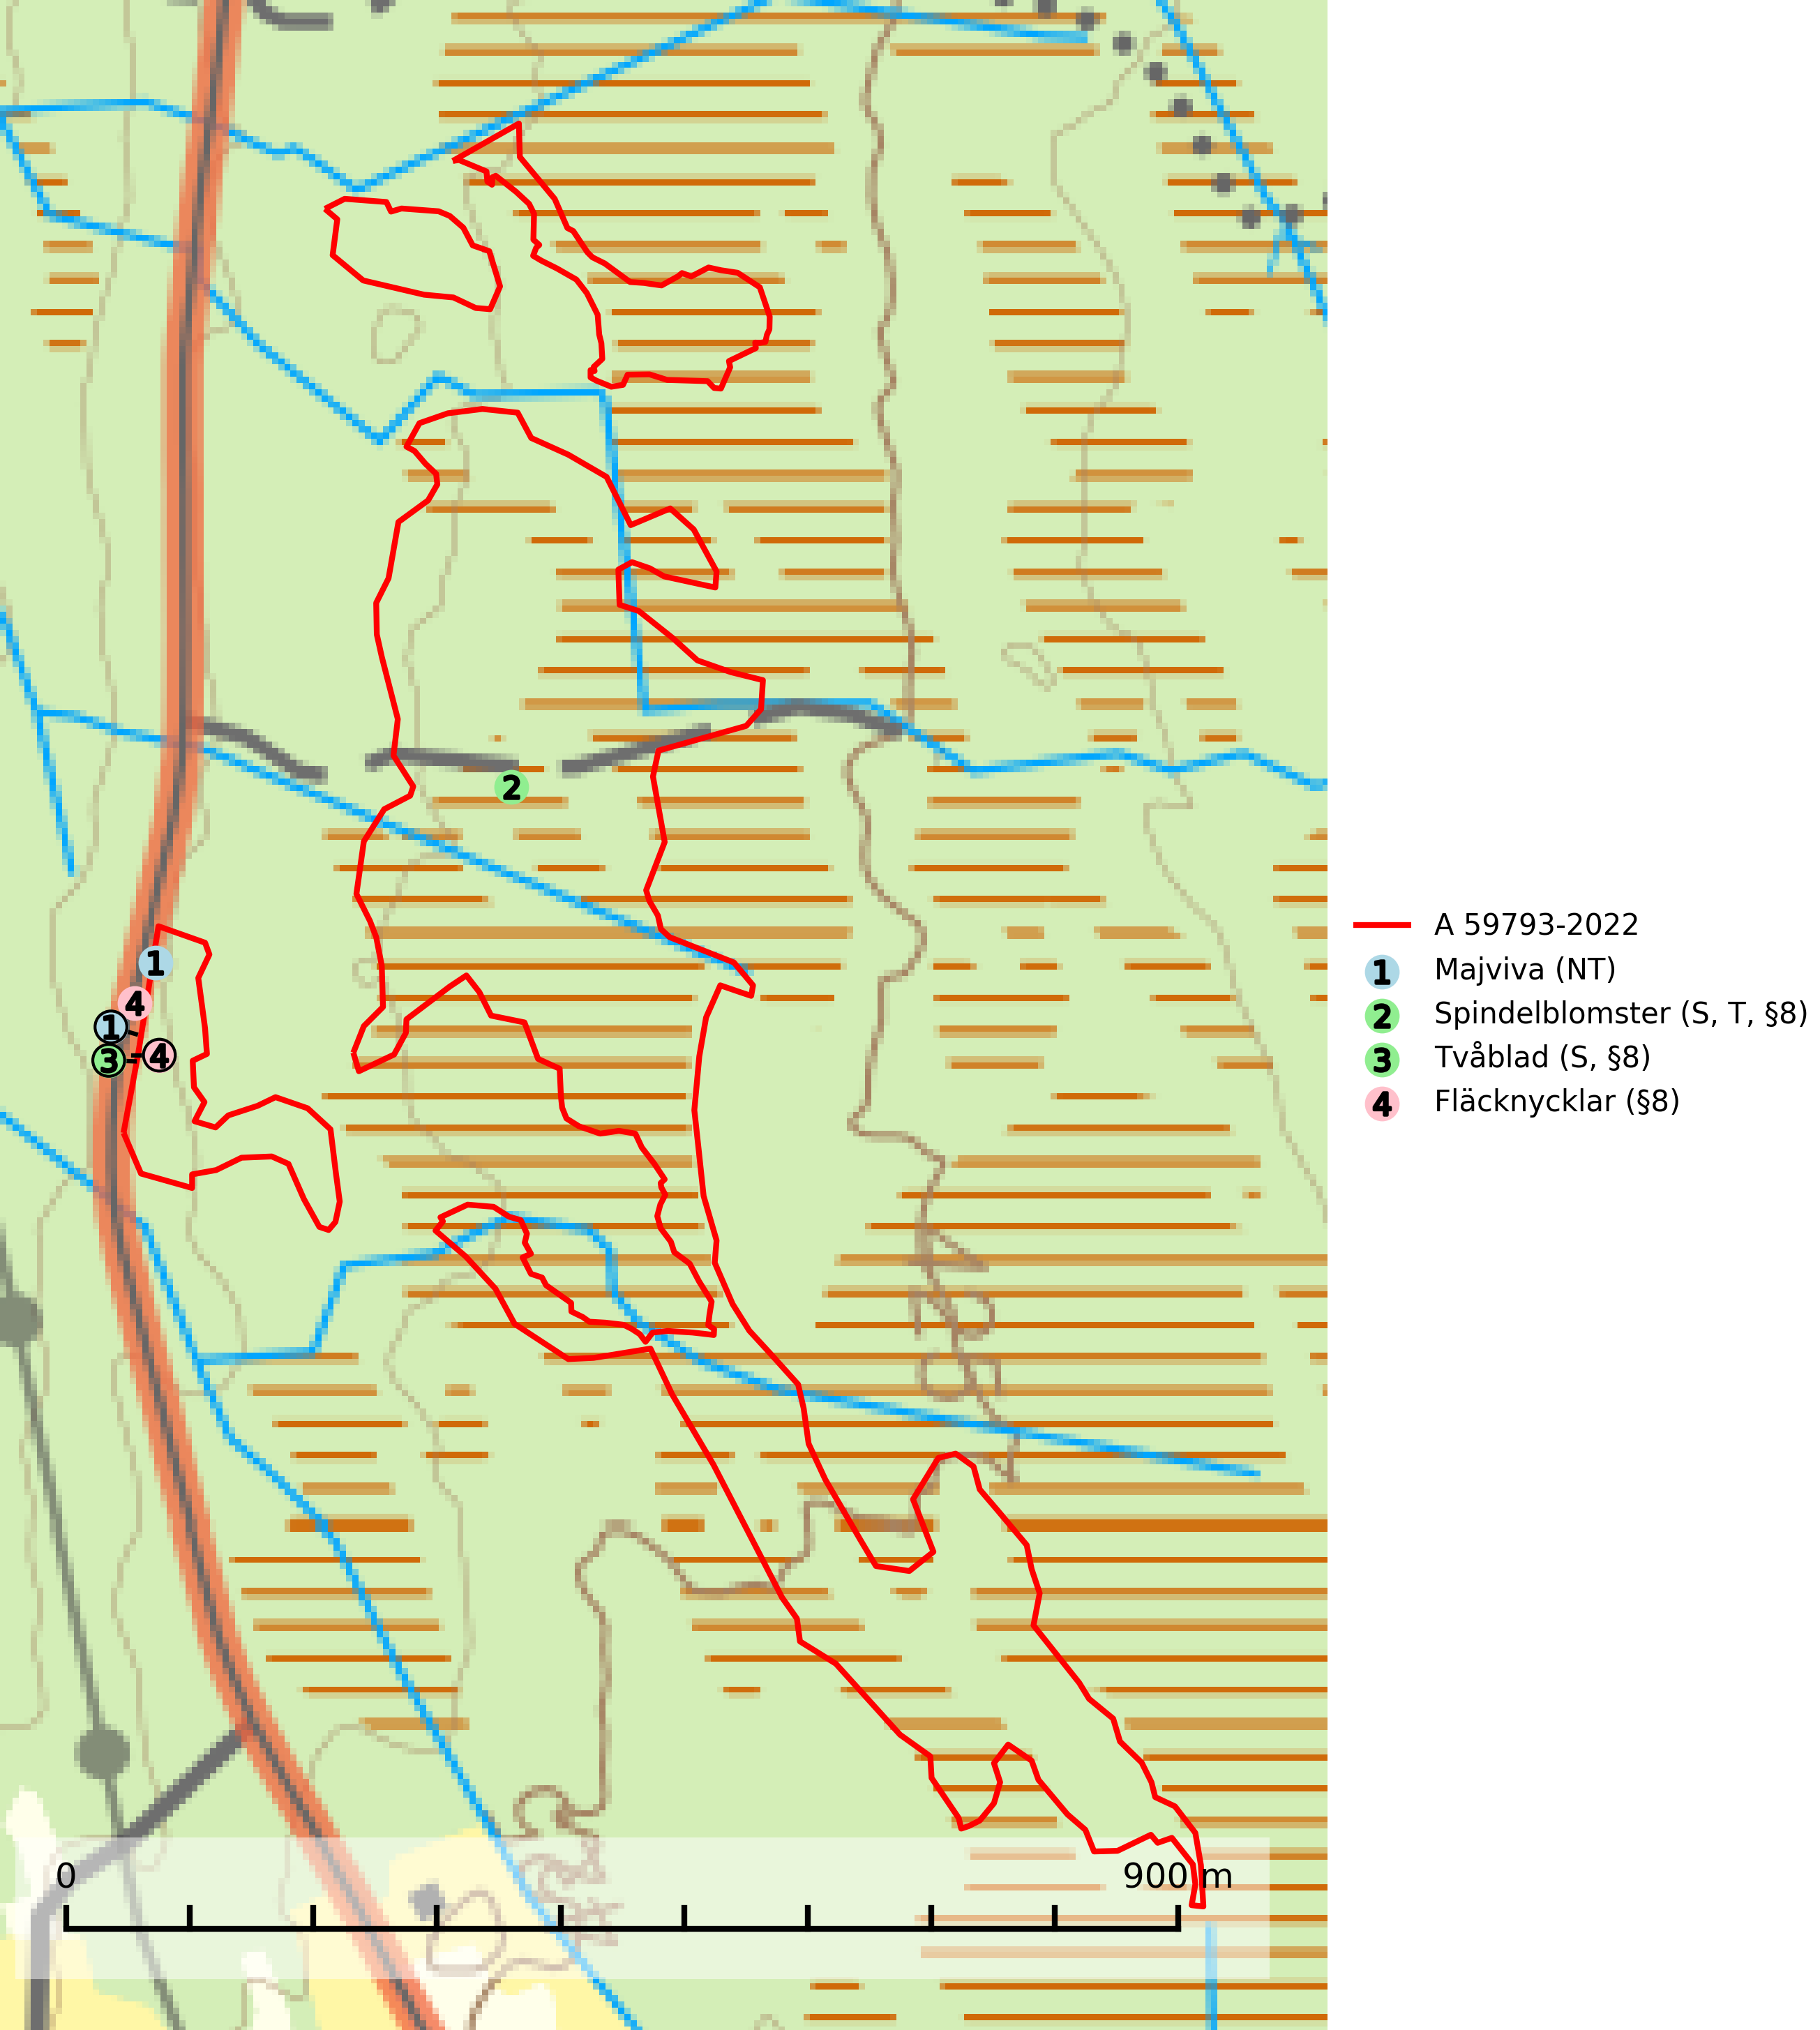 1
4
1
3
4
2
A 59793-2022
1 Majviva (NT)
2 Spindelblomster (S, T, §8)
3 Tvåblad (S, §8)
4 Fläcknycklar (§8)
0 900 m